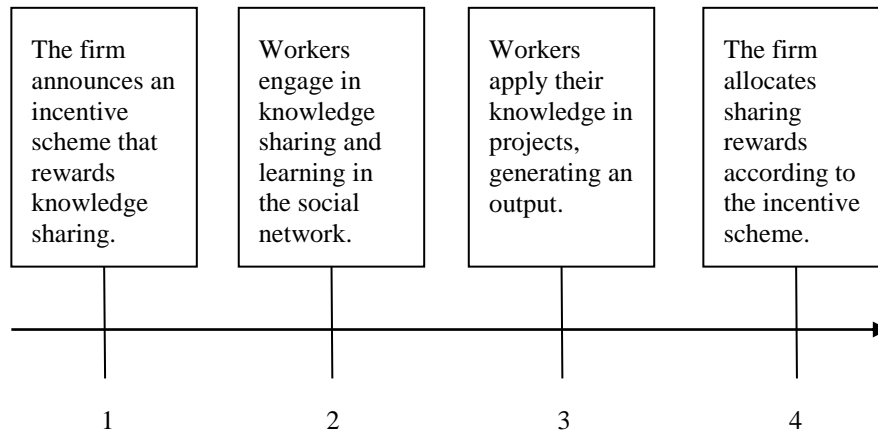 The firm
announces an
incentive
scheme that
rewards
knowledge
sharing.
Workers
engage in
knowledge
sharing and
learning in
the social
network.
Workers
apply their
knowledge in
projects,
generating an
output.
The firm
allocates
sharing
rewards
according to
the incentive
scheme.
1
2
3
4